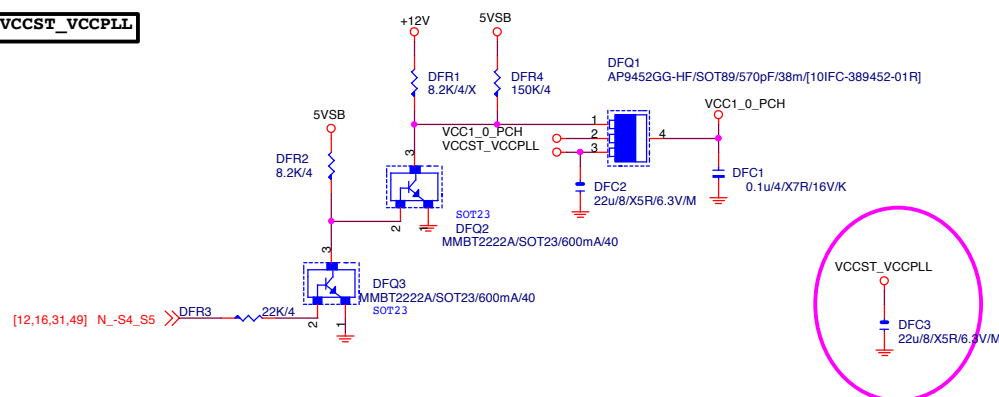 VCCST_VCCPLL
+12V
5VSB
DFR1
8.2K/4/X
DFR4
150K/4
DFQ1
AP9452GG-HF/SOT89/570pF/38m/[10IFC-389452-01R]
VCC1_0_PCH
5VSB
1
VCC1_0_PCH
2
4
VCCST_VCCPLL
3
DFR2
8.2K/4
3
DFC1
0.1u/4/X7R/16V/K
DFC2
22u/8/X5R/6.3V/M
SOT23
2
1
DFQ2
MMBT2222A/SOT23/600mA/40
3
VCCST_VCCPLL
DFQ3
MMBT2222A/SOT23/600mA/40
SOT23
[12,16,31,49] N_-S4_S5
DFR3
22K/4
2
1
DFC3
22u/8/X5R/6.3V/M